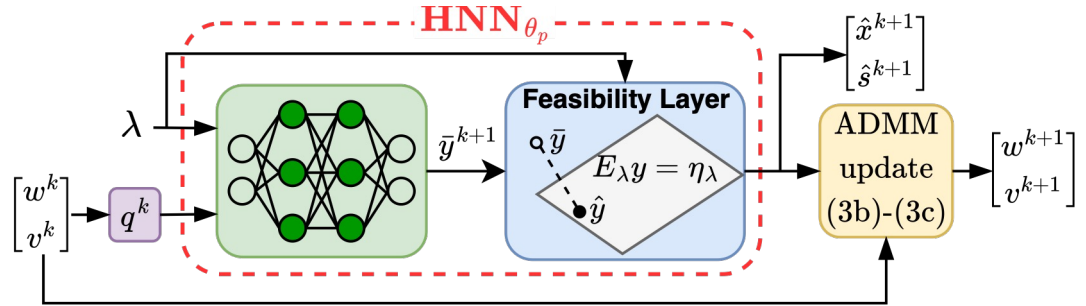 HNN_{θ_p}
λ
[w^k
v^k]
q^k
ȳ^{k+1}
Feasibility Layer
ȳ
E_λ y = η_λ
ŷ
[x̂^{k+1}
ŝ^{k+1}]
ADMM
update
(3b)-(3c)
[w^{k+1}
v^{k+1}]